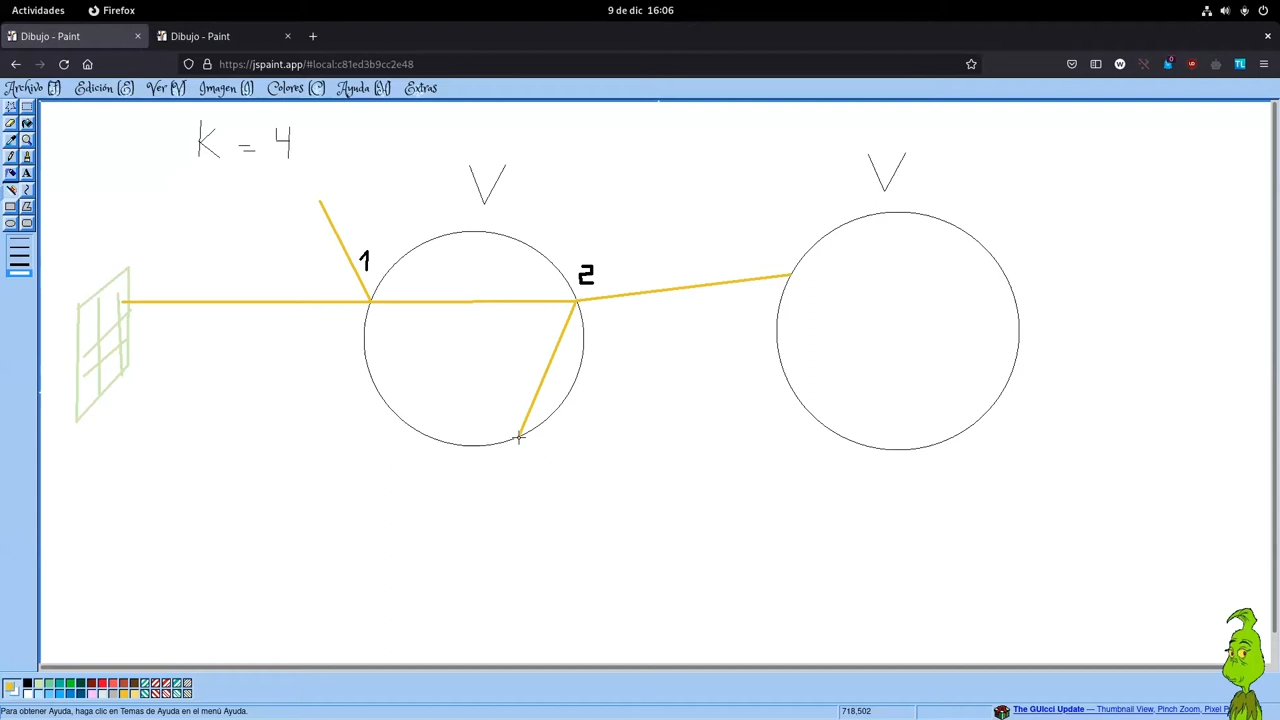 Actividades Firefox 9 de dic 16:06
Dibujo - Paint Dibujo - Paint
https://jspaint.app/#local:c81ed3b9cc2e48
Archivo (F) Edición (E) Ver (V) Imagen (I) Colores (C) Ayuda (H) Extras
K = 4
V
V
1
2
Para obtener Ayuda, haga clic en Temas de Ayuda en el menú Ayuda. 718,502 The GUIcci Update — Thumbnail View, Pinch Zoom, Pixel